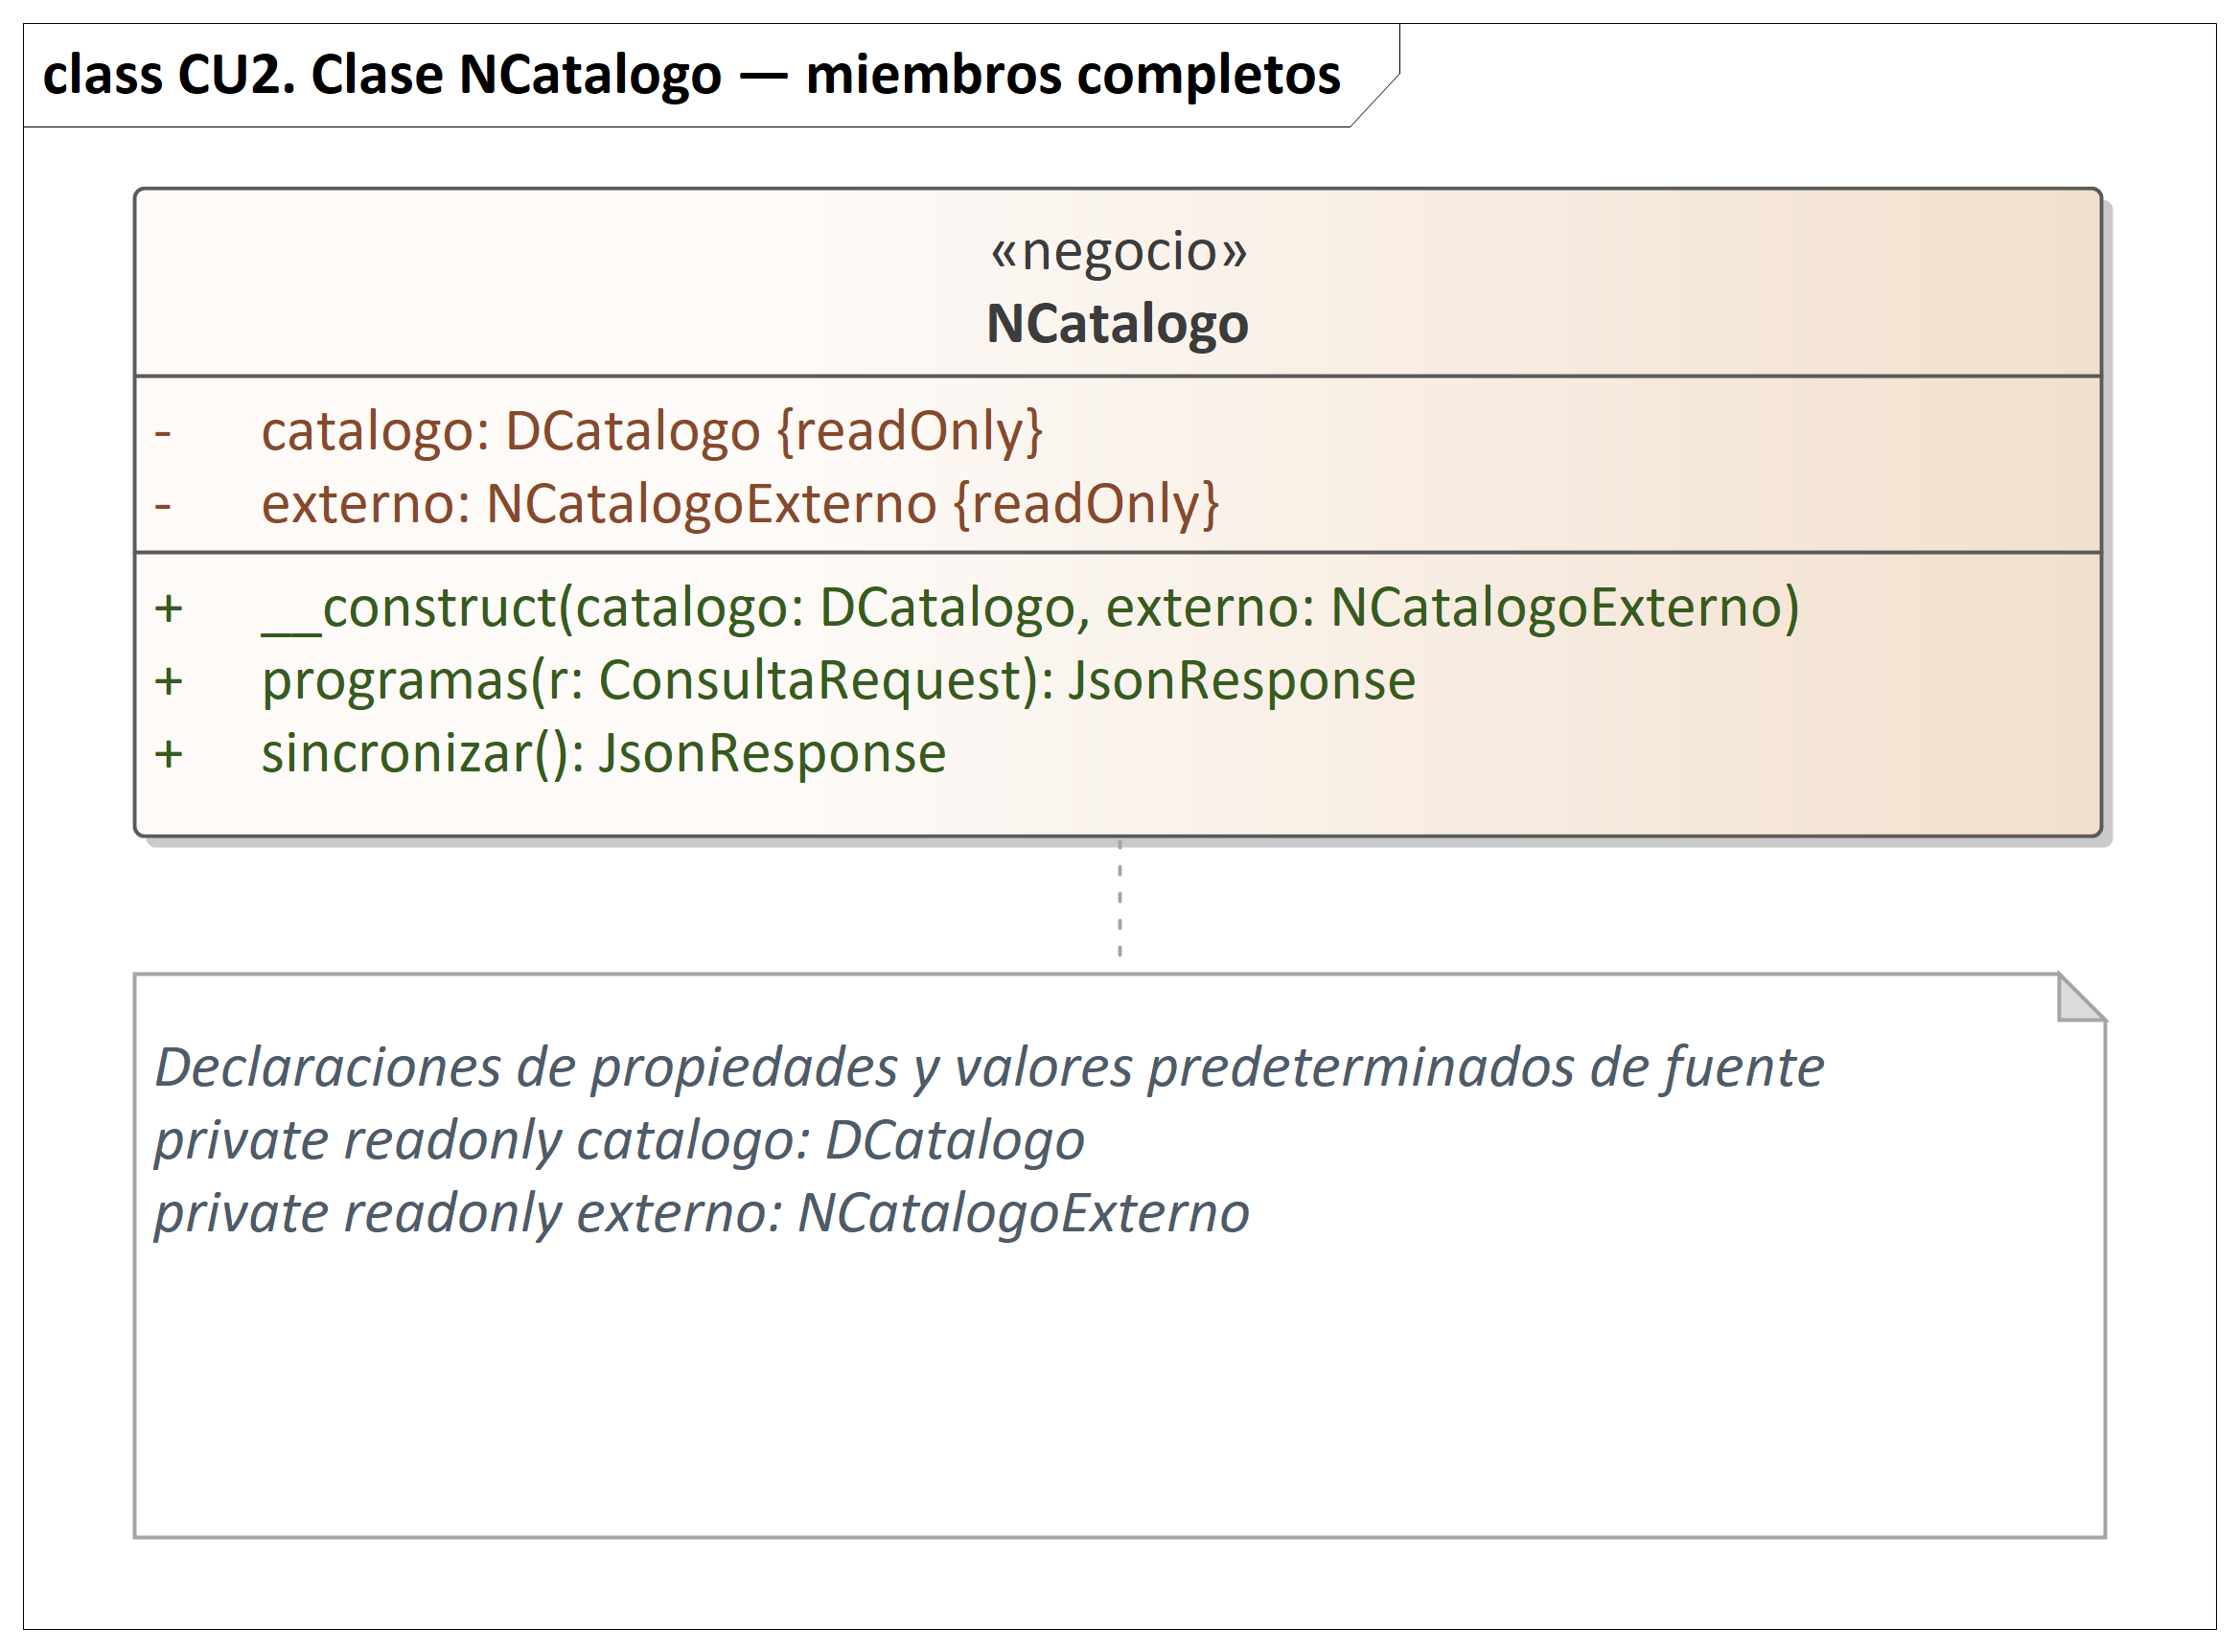 class CU2. Clase NCatalogo — miembros completos
«negocio»
NCatalogo
- catalogo: DCatalogo {readOnly}
- externo: NCatalogoExterno {readOnly}
+ __construct(catalogo: DCatalogo, externo: NCatalogoExterno)
+ programas(r: ConsultaRequest): JsonResponse
+ sincronizar(): JsonResponse
Declaraciones de propiedades y valores predeterminados de fuente
private readonly catalogo: DCatalogo
private readonly externo: NCatalogoExterno